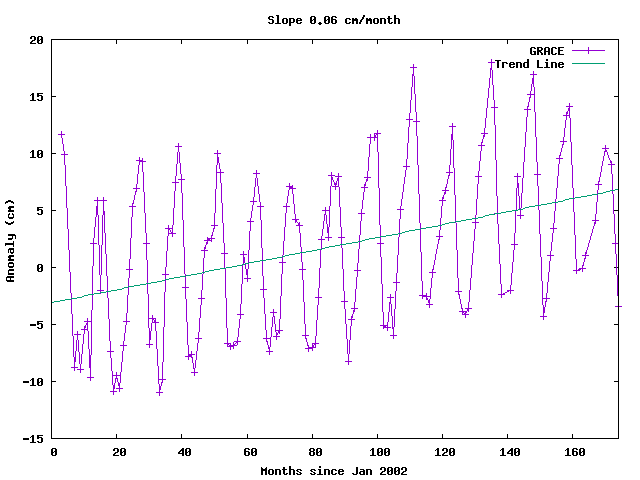 Slope 0.06 cm/month
GRACE
Trend Line
20
15
10
5
0
-5
-10
-15
Anomaly (cm)
0 20 40 60 80 100 120 140 160
Months since Jan 2002